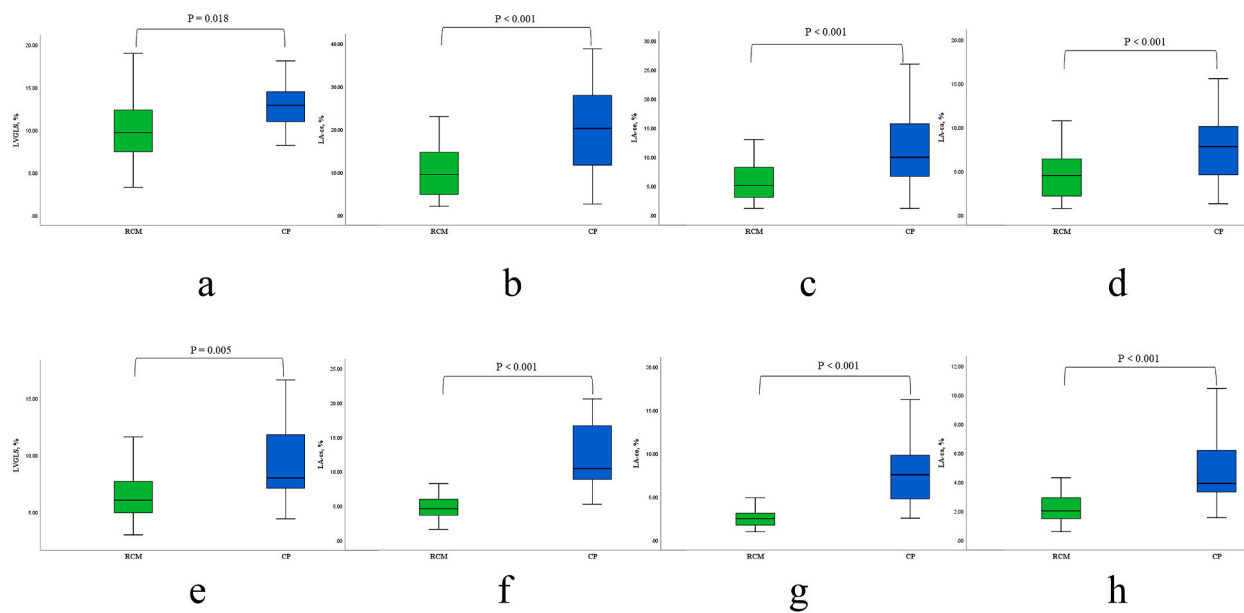 P = 0.018
20.00
15.00
10.00
5.00
.00
LVGLS, %
RCM CP
a
P < 0.001
40.00
30.00
20.00
10.00
.00
LA-εs, %
RCM CP
b
P < 0.001
30.00
25.00
20.00
15.00
10.00
5.00
.00
LA-εe, %
RCM CP
c
P < 0.001
20.00
15.00
10.00
5.00
.00
LA-εa, %
RCM CP
d
P = 0.005
15.00
10.00
5.00
LVGLS, %
RCM CP
e
P < 0.001
25.00
20.00
15.00
10.00
5.00
.00
LA-εs, %
RCM CP
f
P < 0.001
20.00
15.00
10.00
5.00
.00
LA-εe, %
RCM CP
g
P < 0.001
12.00
10.00
8.00
6.00
4.00
2.00
.00
LA-εa, %
RCM CP
h